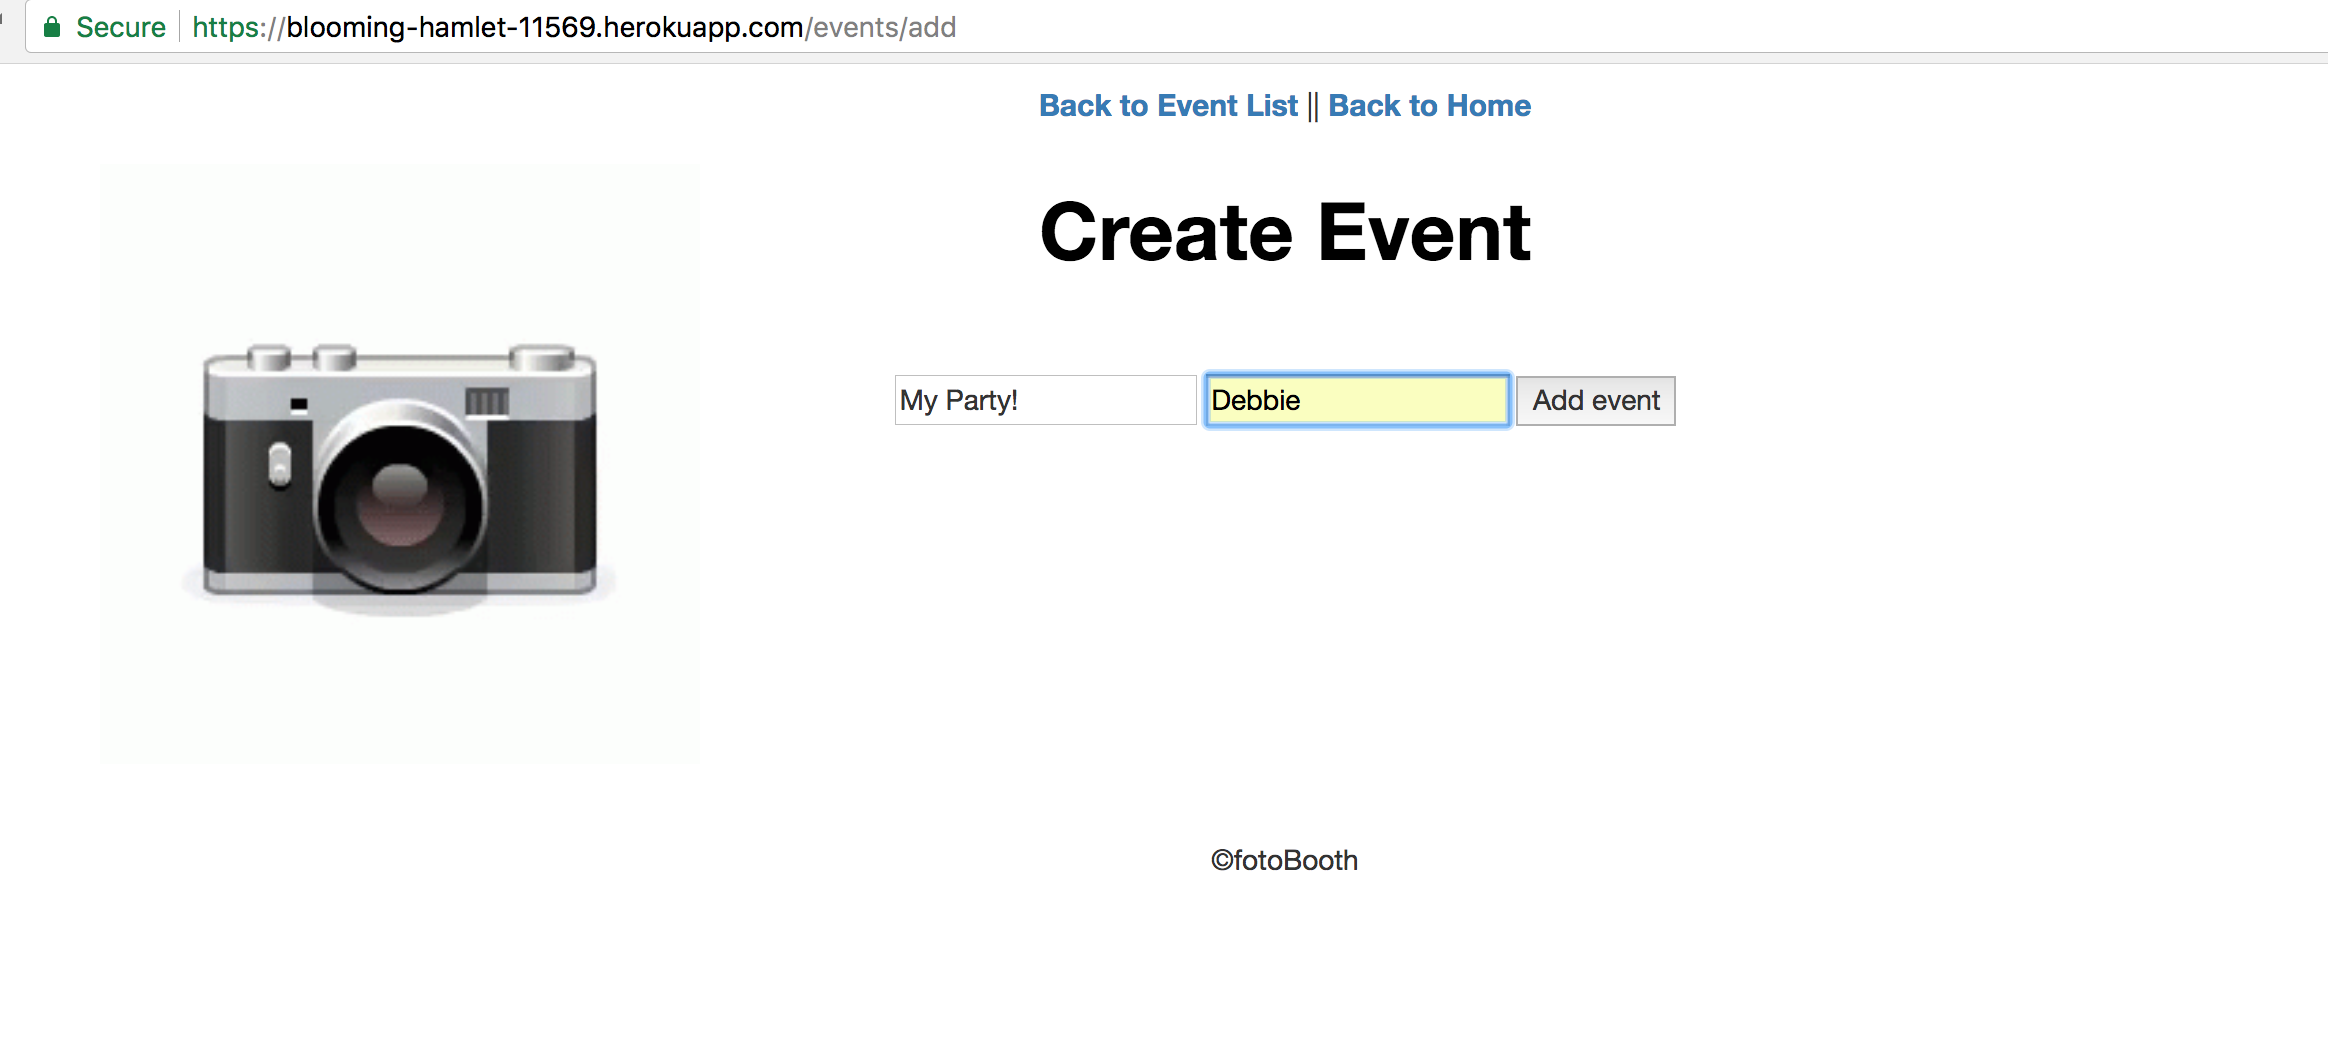 Secure https://blooming-hamlet-11569.herokuapp.com/events/add
Back to Event List || Back to Home
Create Event
My Party! Debbie Add event
©fotoBooth